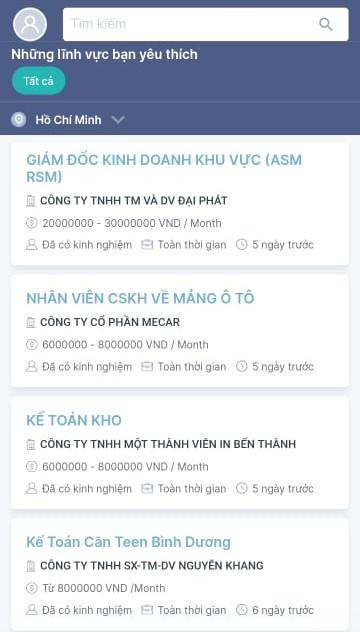 Tìm kiếm
Những lĩnh vực bạn yêu thích
Tất cả
Hồ Chí Minh
GIÁM ĐỐC KINH DOANH KHU VỰC (ASM
RSM)
CÔNG TY TNHH TM VÀ DV ĐẠI PHÁT
20000000 - 30000000 VND / Month
Đã có kinh nghiệm Toàn thời gian 5 ngày trước
NHÂN VIÊN CSKH VỀ MẢNG Ô TÔ
CÔNG TY CỔ PHẦN MECAR
6000000 - 8000000 VND / Month
Đã có kinh nghiệm Toàn thời gian 5 ngày trước
KẾ TOÁN KHO
CÔNG TY TNHH MỘT THÀNH VIÊN IN BẾN THÀNH
6000000 - 8000000 VND / Month
Đã có kinh nghiệm Toàn thời gian 5 ngày trước
Kế Toán Căn Teen Bình Dương
CÔNG TY TNHH SX-TM-DV NGUYÊN KHANG
Từ 8000000 VND /Month
Đã có kinh nghiệm Toàn thời gian 6 ngày trước